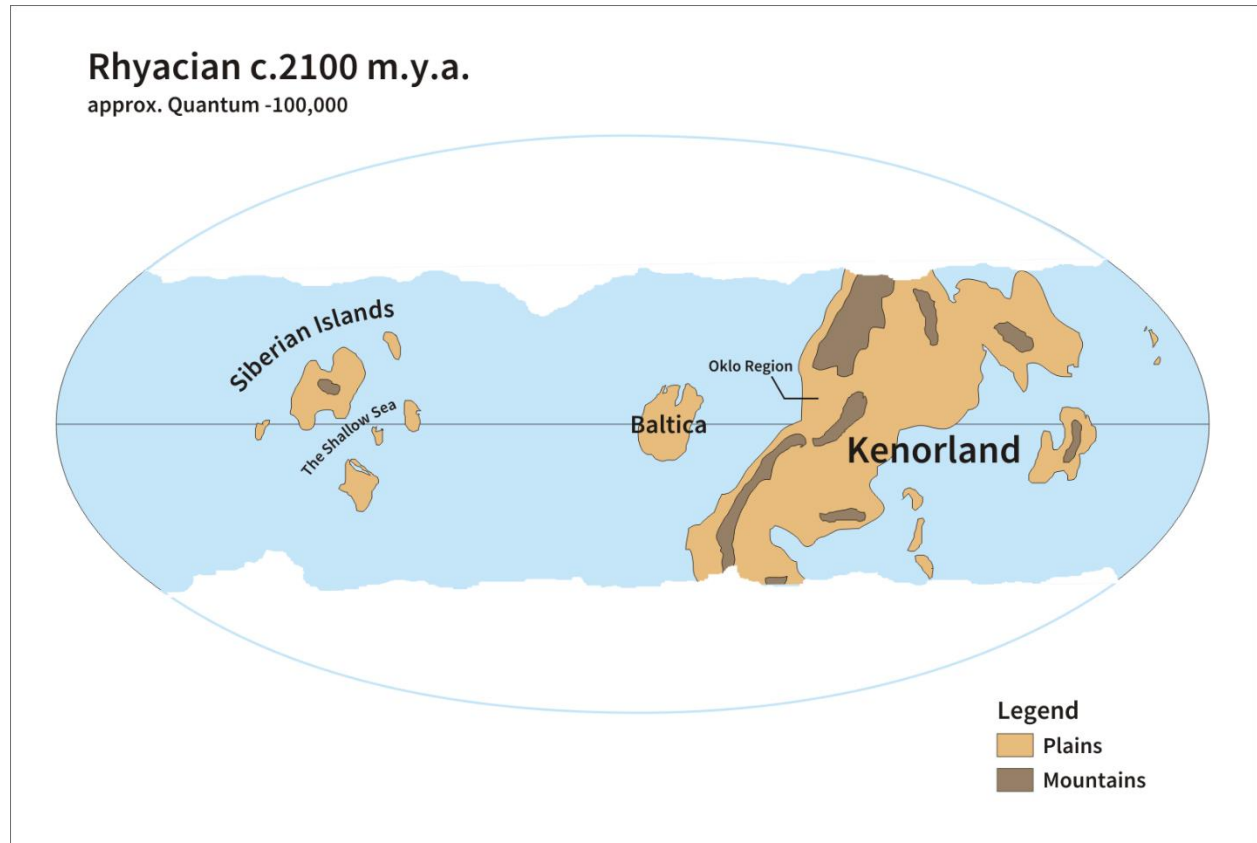 Rhyacian c.2100 m.y.a.
approx. Quantum -100,000
Siberian Islands
The Shallow Sea
Oklo Region
Baltica
Kenorland
Legend
Plains
Mountains